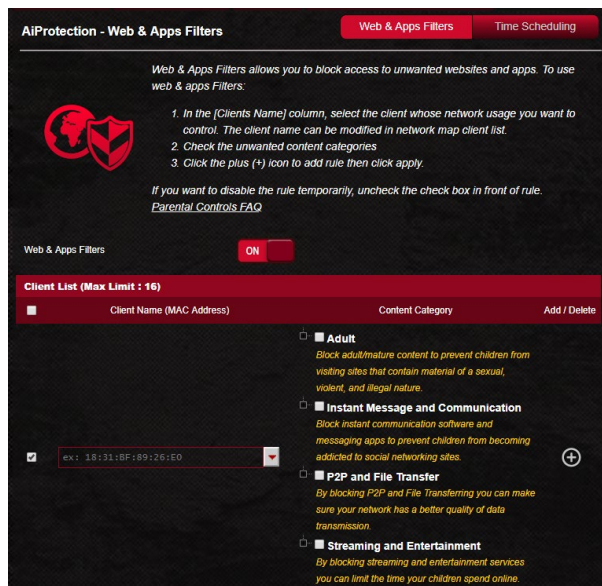 AiProtection - Web & Apps Filters
Web & Apps Filters
Time Scheduling
Web & Apps Filters allows you to block access to unwanted websites and apps. To use
web & apps Filters:
1. In the [Clients Name] column, select the client whose network usage you want to
control. The client name can be modified in network map client list.
2. Check the unwanted content categories
3. Click the plus (+) icon to add rule then click apply.
If you want to disable the rule temporarily, uncheck the check box in front of rule.
Parental Controls FAQ
Web & Apps Filters
ON
Client List (Max Limit : 16)
Client Name (MAC Address)
Content Category
Add / Delete
Adult
Block adult/mature content to prevent children from
visiting sites that contain material of a sexual,
violent, and illegal nature.
Instant Message and Communication
Block instant communication software and
messaging apps to prevent children from becoming
addicted to social networking sites.
ex: 18:31:BF:89:26:E0
P2P and File Transfer
By blocking P2P and File Transferring you can make
sure your network has a better quality of data
transmission.
Streaming and Entertainment
By blocking streaming and entertainment services
you can limit the time your children spend online.